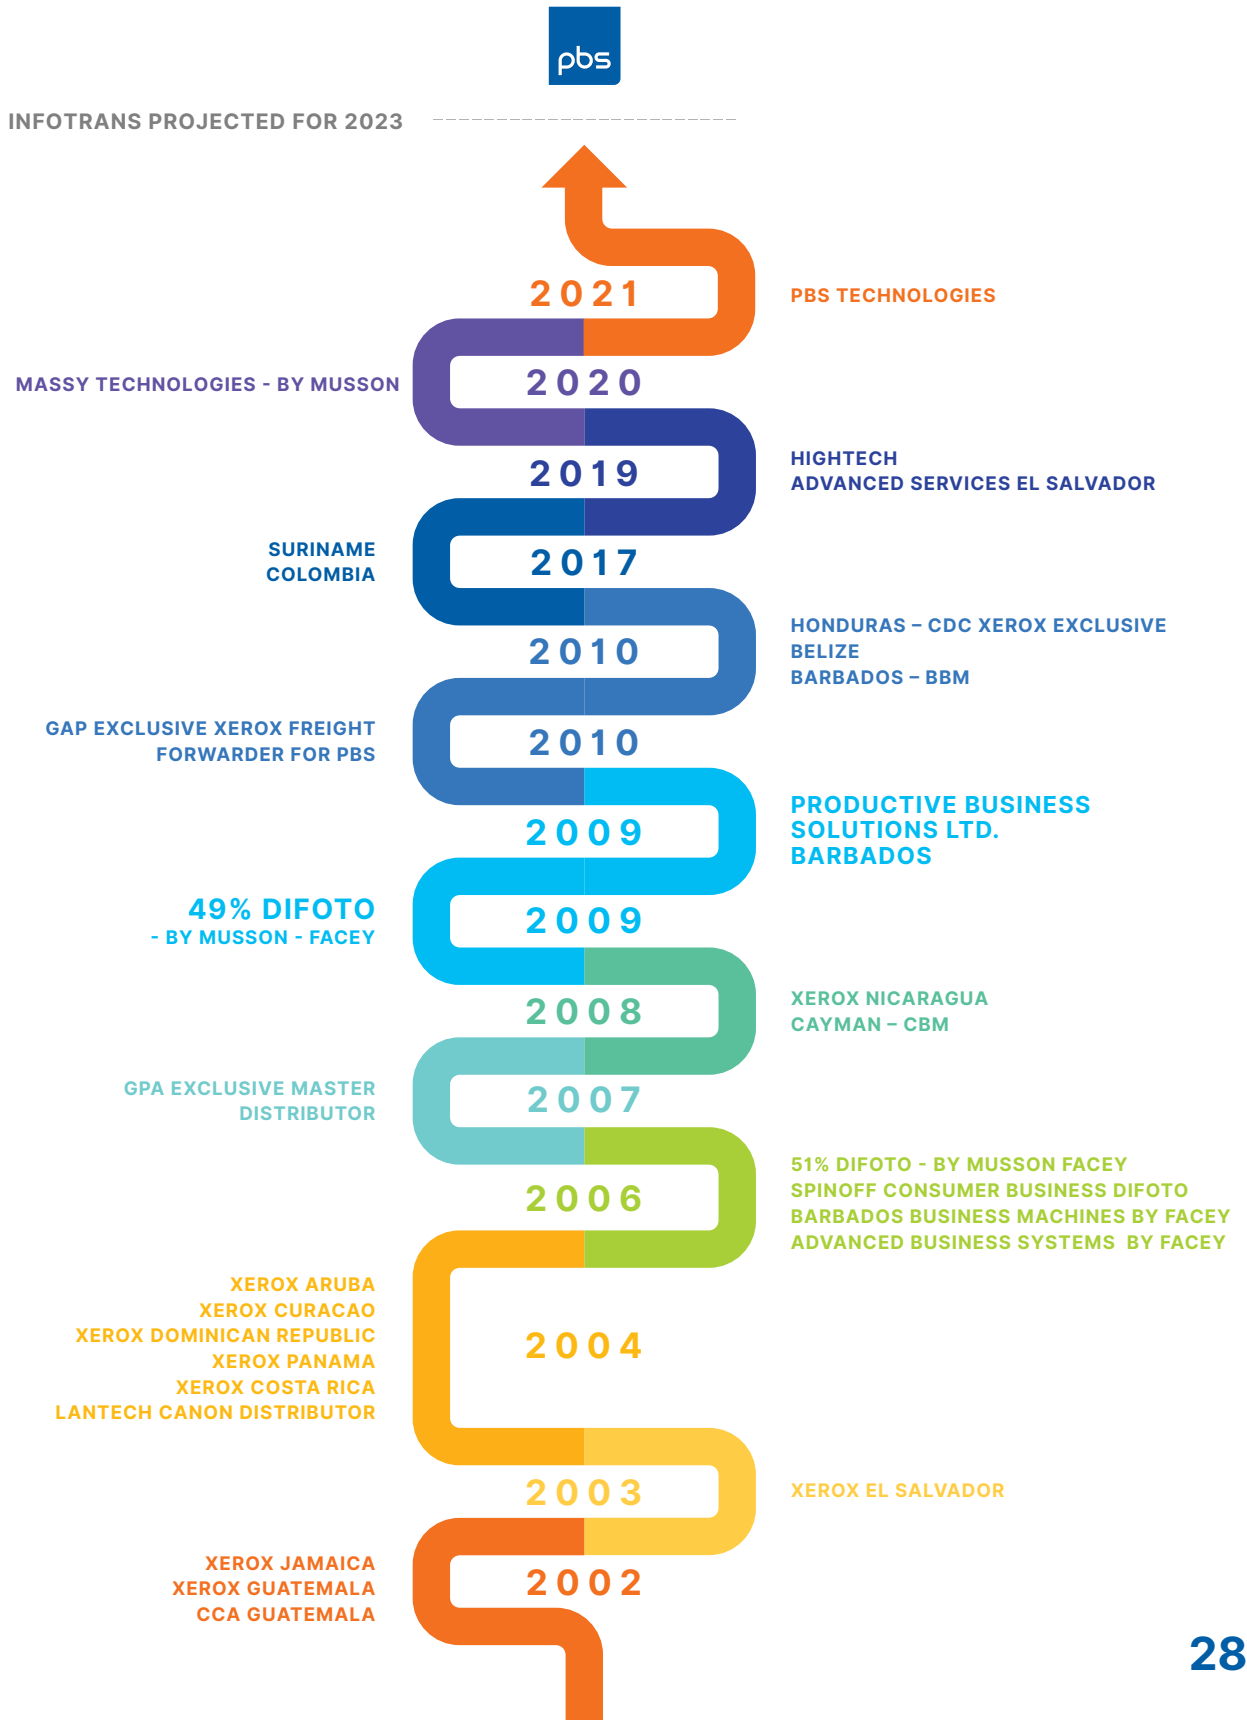 pbs
INFOTRANS PROJECTED FOR 2023
2021
PBS TECHNOLOGIES
MASSY TECHNOLOGIES - BY MUSSON
2020
2019
HIGHTECH
ADVANCED SERVICES EL SALVADOR
SURINAME
COLOMBIA
2017
2010
HONDURAS – CDC XEROX EXCLUSIVE
BELIZE
BARBADOS – BBM
GAP EXCLUSIVE XEROX FREIGHT
FORWARDER FOR PBS
2010
2009
PRODUCTIVE BUSINESS
SOLUTIONS LTD.
BARBADOS
49% DIFOTO
- BY MUSSON - FACEY
2009
2008
XEROX NICARAGUA
CAYMAN – CBM
GPA EXCLUSIVE MASTER
DISTRIBUTOR
2007
2006
51% DIFOTO - BY MUSSON FACEY
SPINOFF CONSUMER BUSINESS DIFOTO
BARBADOS BUSINESS MACHINES BY FACEY
ADVANCED BUSINESS SYSTEMS BY FACEY
XEROX ARUBA
XEROX CURACAO
XEROX DOMINICAN REPUBLIC
XEROX PANAMA
XEROX COSTA RICA
LANTECH CANON DISTRIBUTOR
2004
2003
XEROX EL SALVADOR
XEROX JAMAICA
XEROX GUATEMALA
CCA GUATEMALA
2002
28